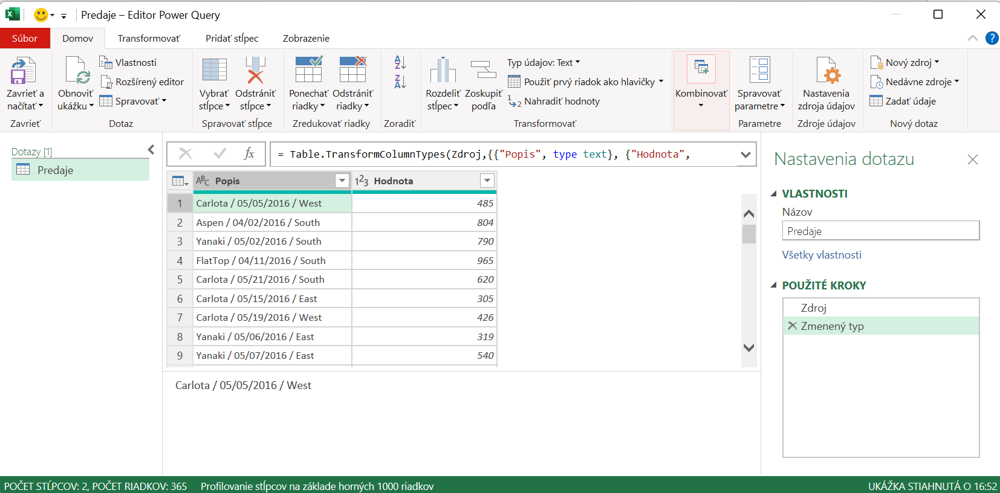 Predaje – Editor Power Query
Súbor
Domov
Transformovať
Pridať stĺpec
Zobrazenie
?
Zavrieť a načítať
Zavrieť
Obnoviť ukážku
Vlastnosti
Rozšírený editor
Spravovať
Dotaz
Vybrať stĺpce
Odstrániť stĺpce
Spravovať stĺpce
Ponechať riadky
Odstrániť riadky
Zredukovať riadky
A
Z
Z
A
Zoradiť
Rozdeliť stĺpec
Zoskupiť podľa
Typ údajov: Text
Použiť prvý riadok ako hlavičky
1
2
Nahradiť hodnoty
Transformovať
Kombinovať
Spravovať parametre
Parametre
Nastavenia zdroja údajov
Zdroje údajov
Nový zdroj
Nedávne zdroje
Zadať údaje
Nový dotaz
Dotazy [1]
Predaje
fx
= Table.TransformColumnTypes(Zdroj,{{"Popis", type text}, {"Hodnota",
ABC Popis
123 Hodnota
1 Carlota / 05/05/2016 / West 485
2 Aspen / 04/02/2016 / South 804
3 Yanaki / 05/02/2016 / South 790
4 FlatTop / 04/11/2016 / South 965
5 Carlota / 05/21/2016 / South 620
6 Carlota / 05/15/2016 / East 305
7 Carlota / 05/19/2016 / West 426
8 Yanaki / 05/06/2016 / East 319
9 Yanaki / 05/07/2016 / East 540
Carlota / 05/05/2016 / West
Nastavenia dotazu
VLASTNOSTI
Názov
Predaje
Všetky vlastnosti
POUŽITÉ KROKY
Zdroj
Zmenený typ
POČET STĹPCOV: 2, POČET RIADKOV: 365
Profilovanie stĺpcov na základe horných 1000 riadkov
UKÁŽKA STIAHNUTÁ O 16:52